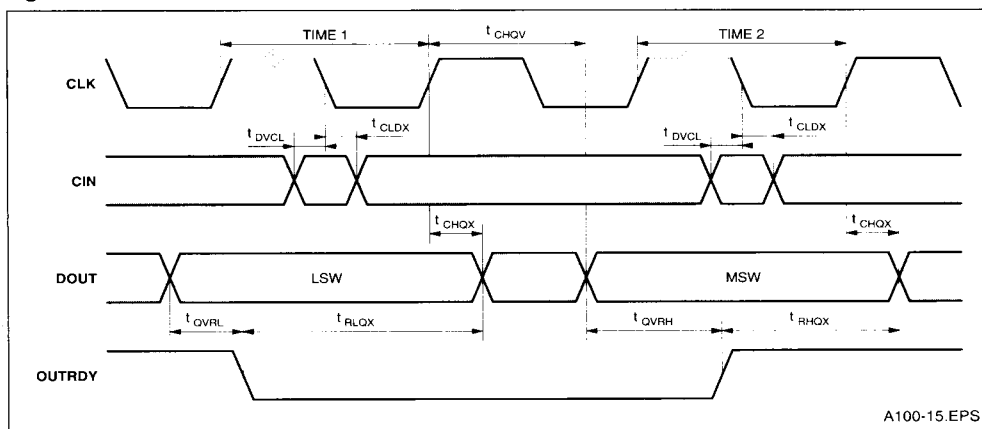 TIME 1
t CHQV
TIME 2
CLK
t DVCL
t CLDX
t DVCL
t CLDX
CIN
t CHQX
t CHQX
DOUT
LSW
MSW
t QVRL
t RLQX
t QVRH
t RHQX
OUTRDY
A100-15.EPS